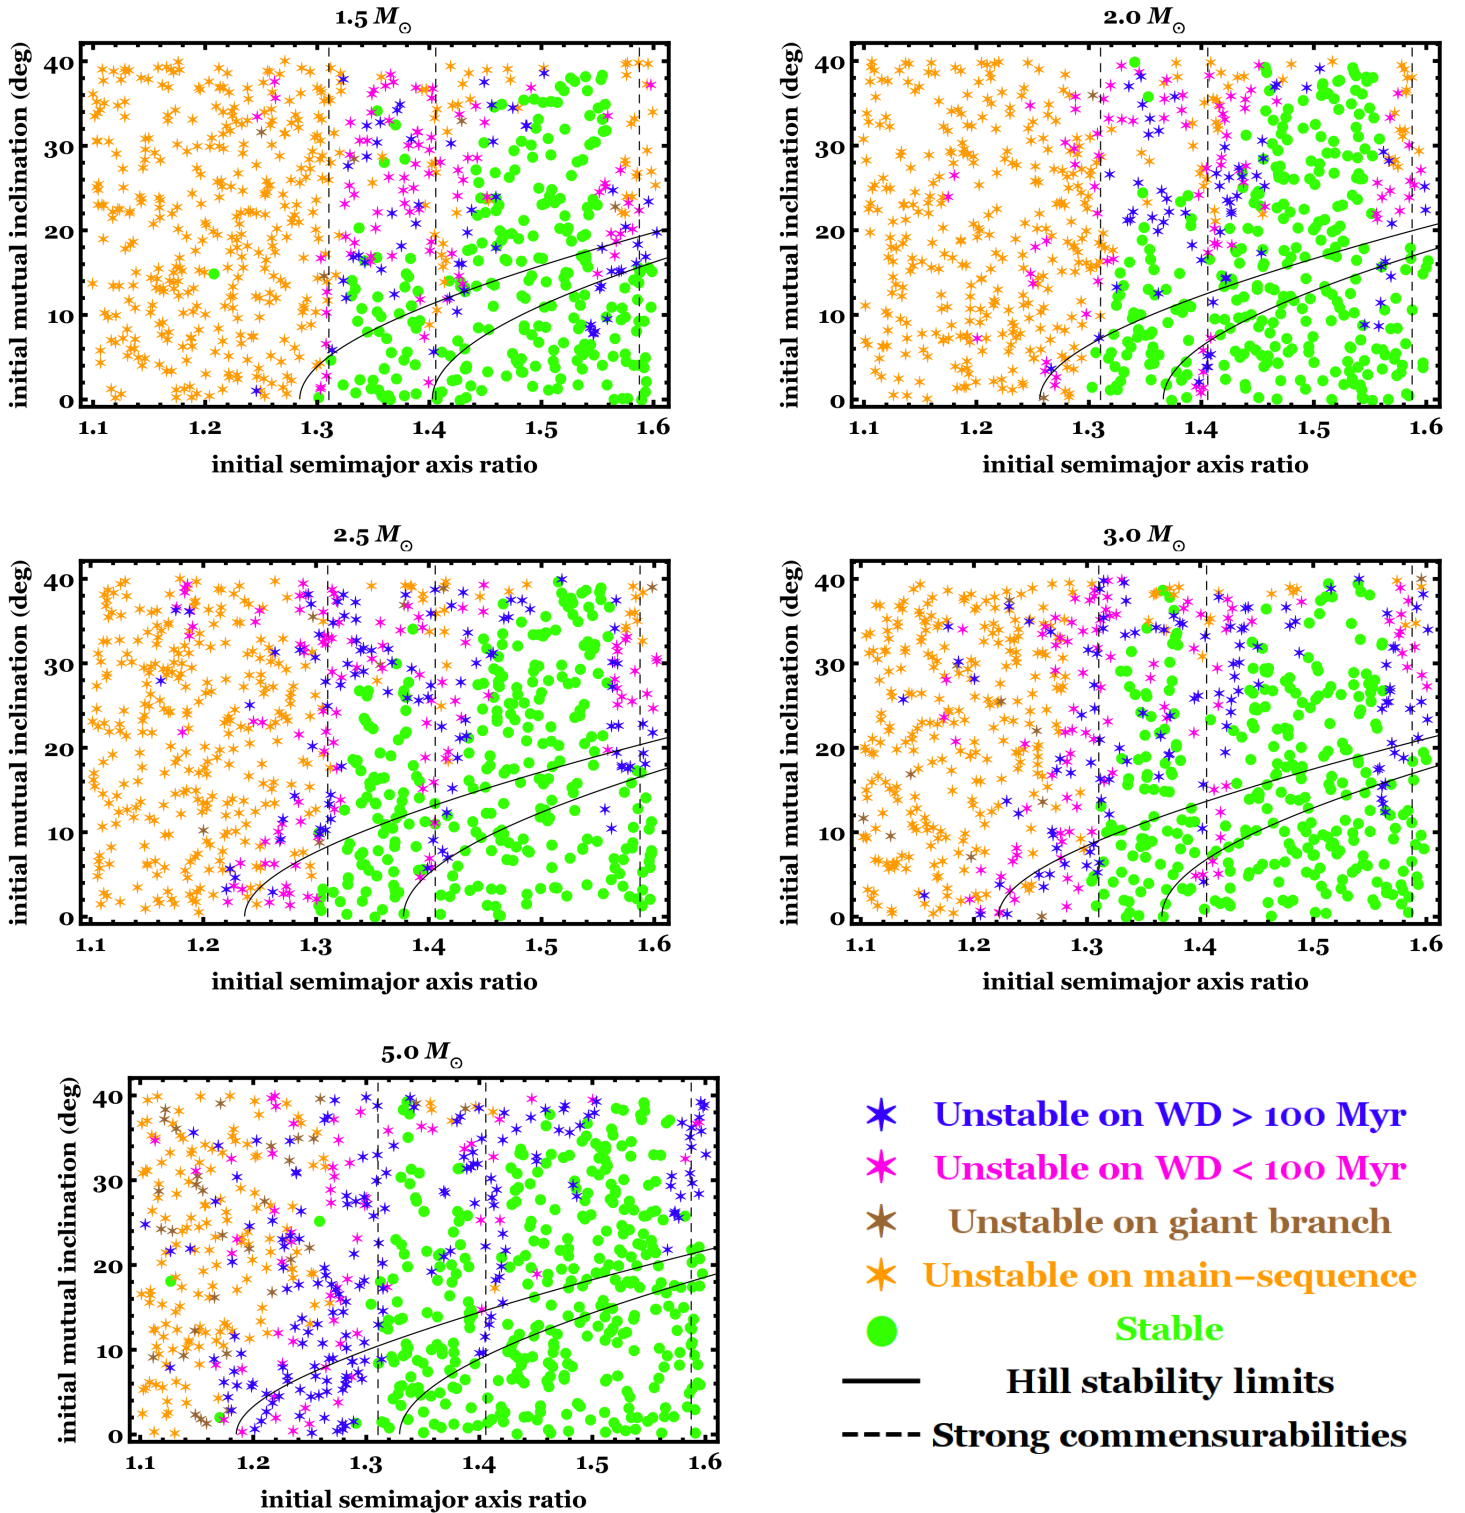 1.5 M☉
2.0 M☉
initial mutual inclination (deg)
40
30
20
10
0
1.1 1.2 1.3 1.4 1.5 1.6
initial semimajor axis ratio
initial mutual inclination (deg)
40
30
20
10
0
1.1 1.2 1.3 1.4 1.5 1.6
initial semimajor axis ratio
2.5 M☉
3.0 M☉
initial mutual inclination (deg)
40
30
20
10
0
1.1 1.2 1.3 1.4 1.5 1.6
initial semimajor axis ratio
initial mutual inclination (deg)
40
30
20
10
0
1.1 1.2 1.3 1.4 1.5 1.6
initial semimajor axis ratio
5.0 M☉
initial mutual inclination (deg)
40
30
20
10
0
1.1 1.2 1.3 1.4 1.5 1.6
initial semimajor axis ratio
Unstable on WD > 100 Myr
Unstable on WD < 100 Myr
Unstable on giant branch
Unstable on main−sequence
Stable
Hill stability limits
Strong commensurabilities